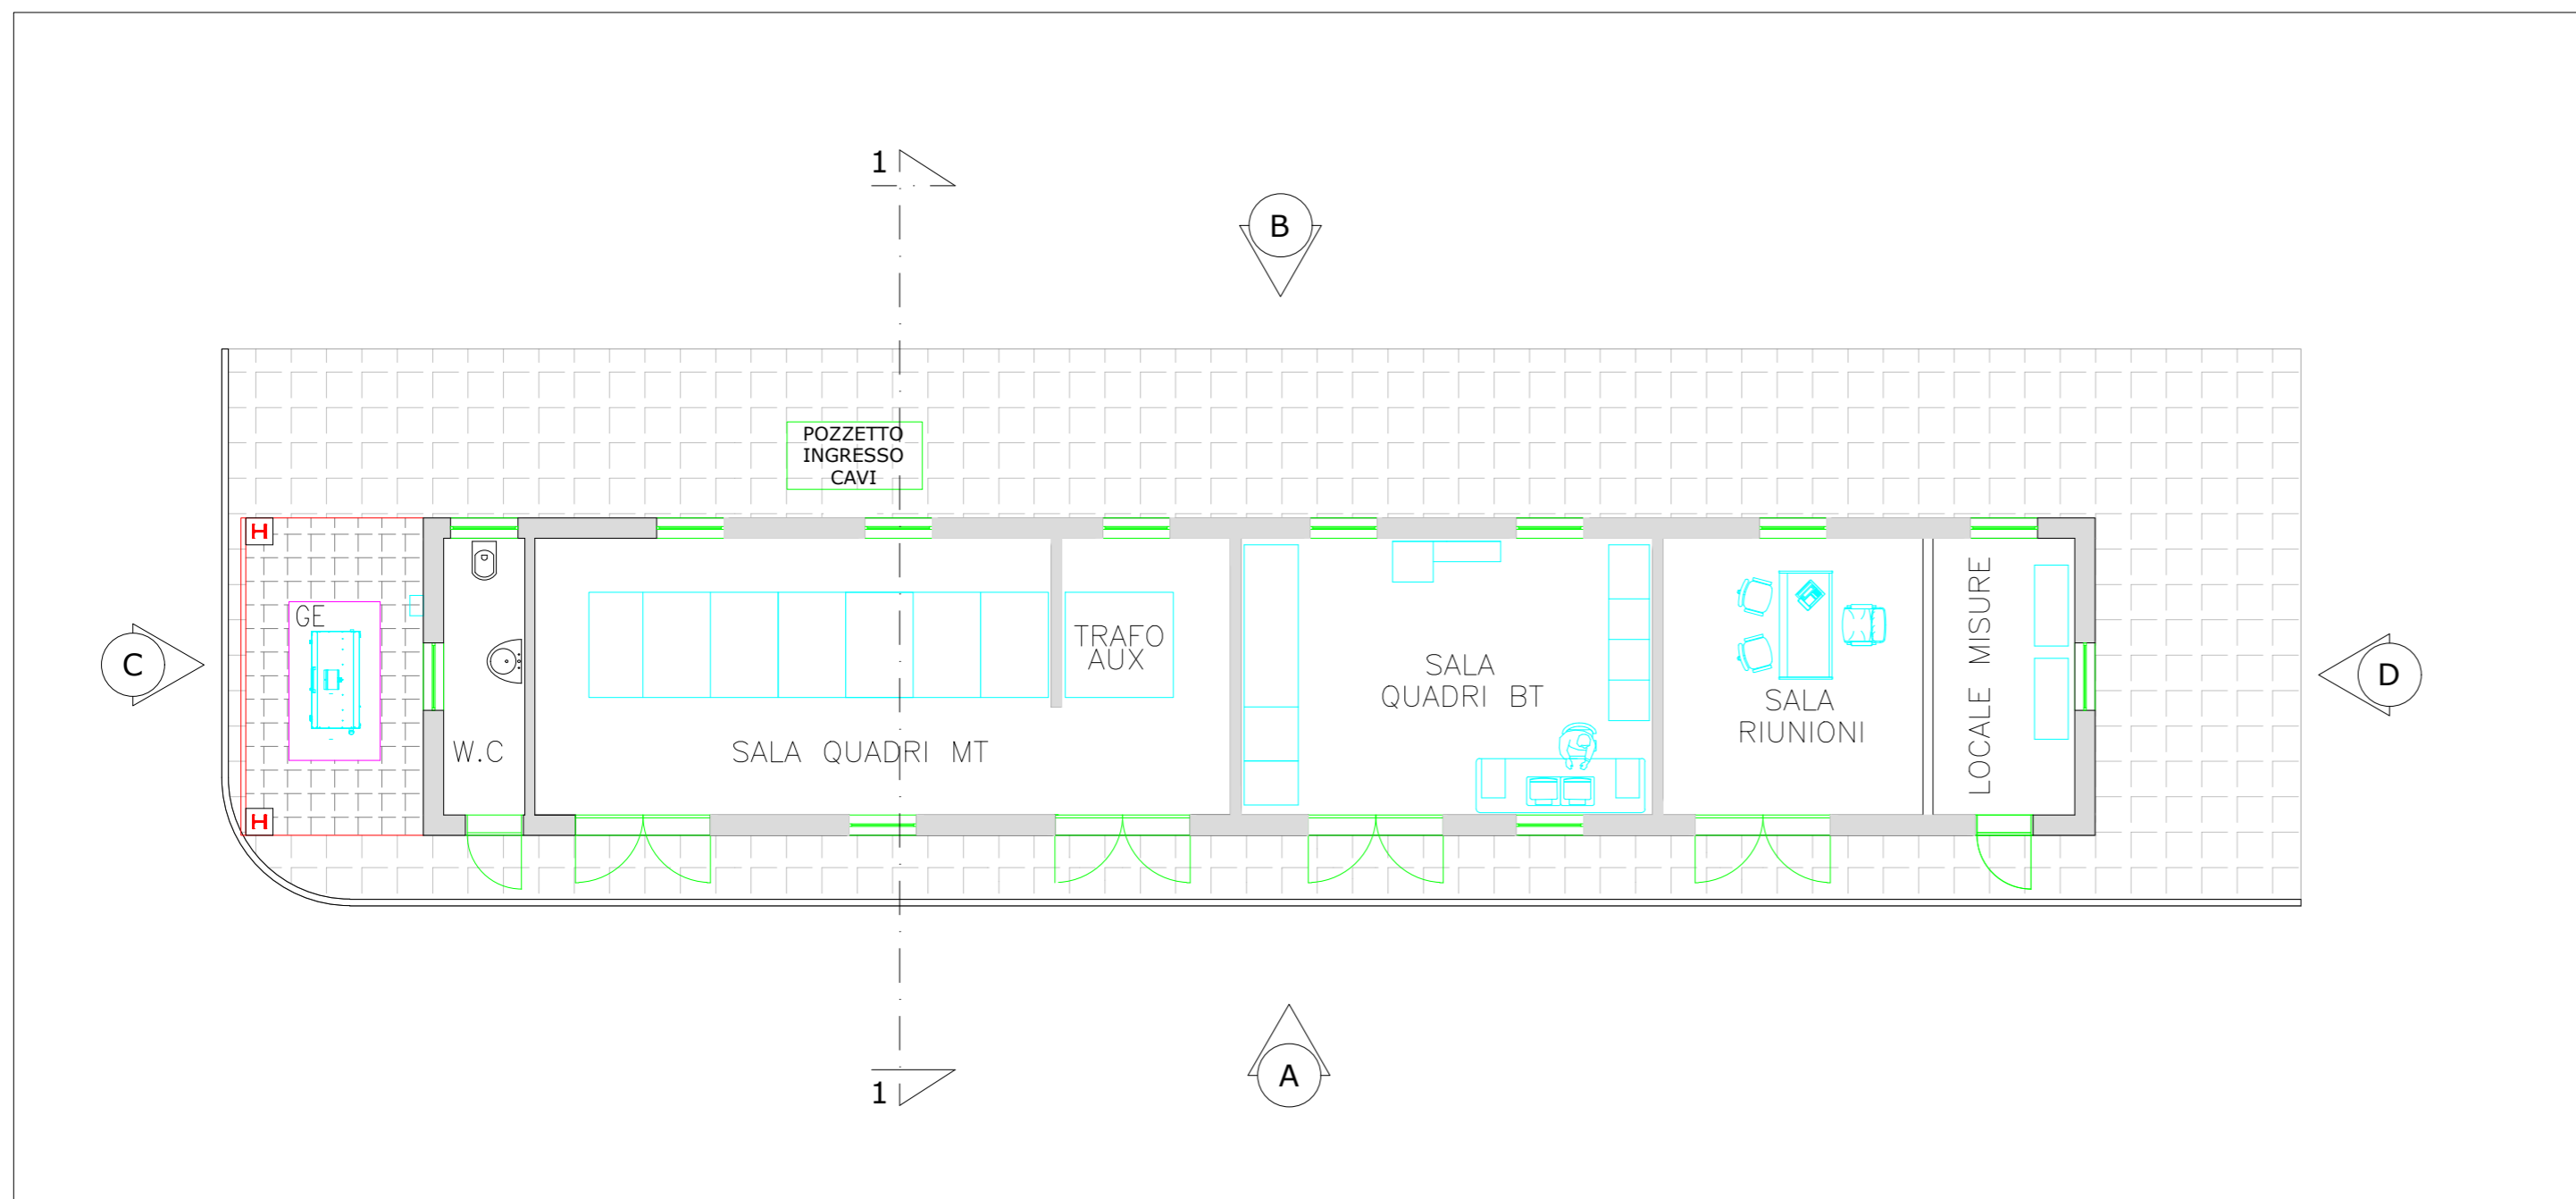 1
B
POZZETTO
INGRESSO
CAVI
H
GE
TRAFO
AUX
SALA
QUADRI BT
SALA
RIUNIONI
LOCALE MISURE
C
D
W.C
SALA QUADRI MT
H
A
1